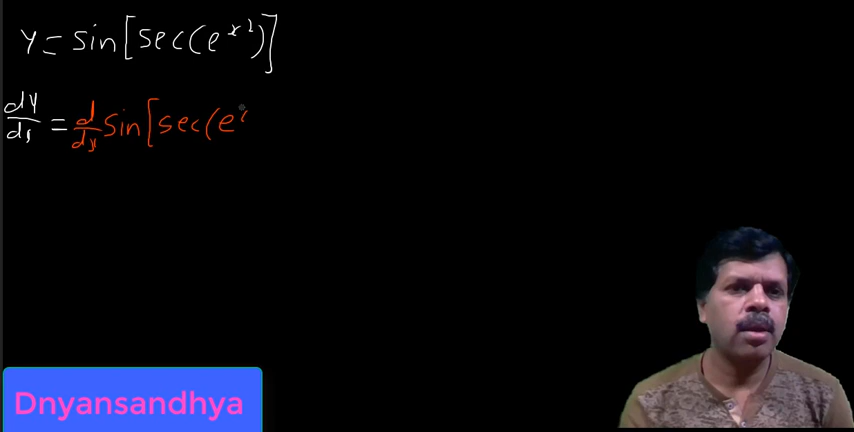 y = sin[sec(e^x²)]
dy/dx = d/dx sin[sec(e^x
Dnyansandhya